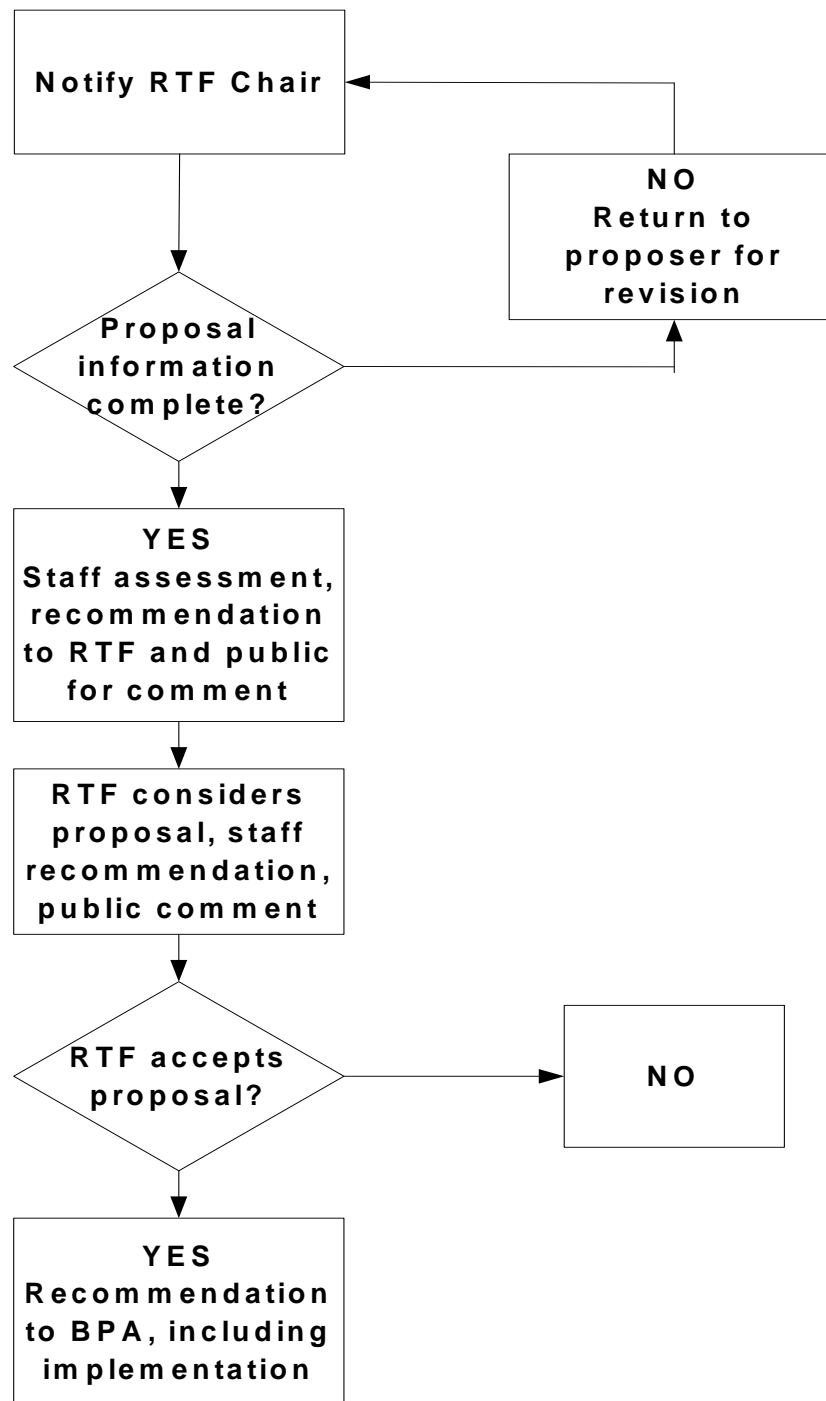 Notify RTF Chair
NO
Return to
proposer for
revision
Proposal
information
complete?
YES
Staff assessment,
recommendation
to RTF and public
for comment
RTF considers
proposal, staff
recommendation,
public comment
RTF accepts
proposal?
NO
YES
Recommendation
to BPA, including
implementation